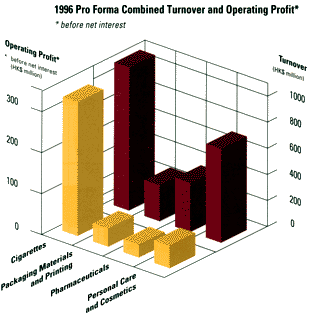 1996 Pro Forma Combined Turnover and Operating Profit*
* before net interest
Operating Profit*
* before net interest
(HK$ million)
300
200
100
0
Turnover
(HK$ million)
1000
800
600
400
200
0
Cigarettes
Packaging Materials
and Printing
Pharmaceuticals
Personal Care
and Cosmetics